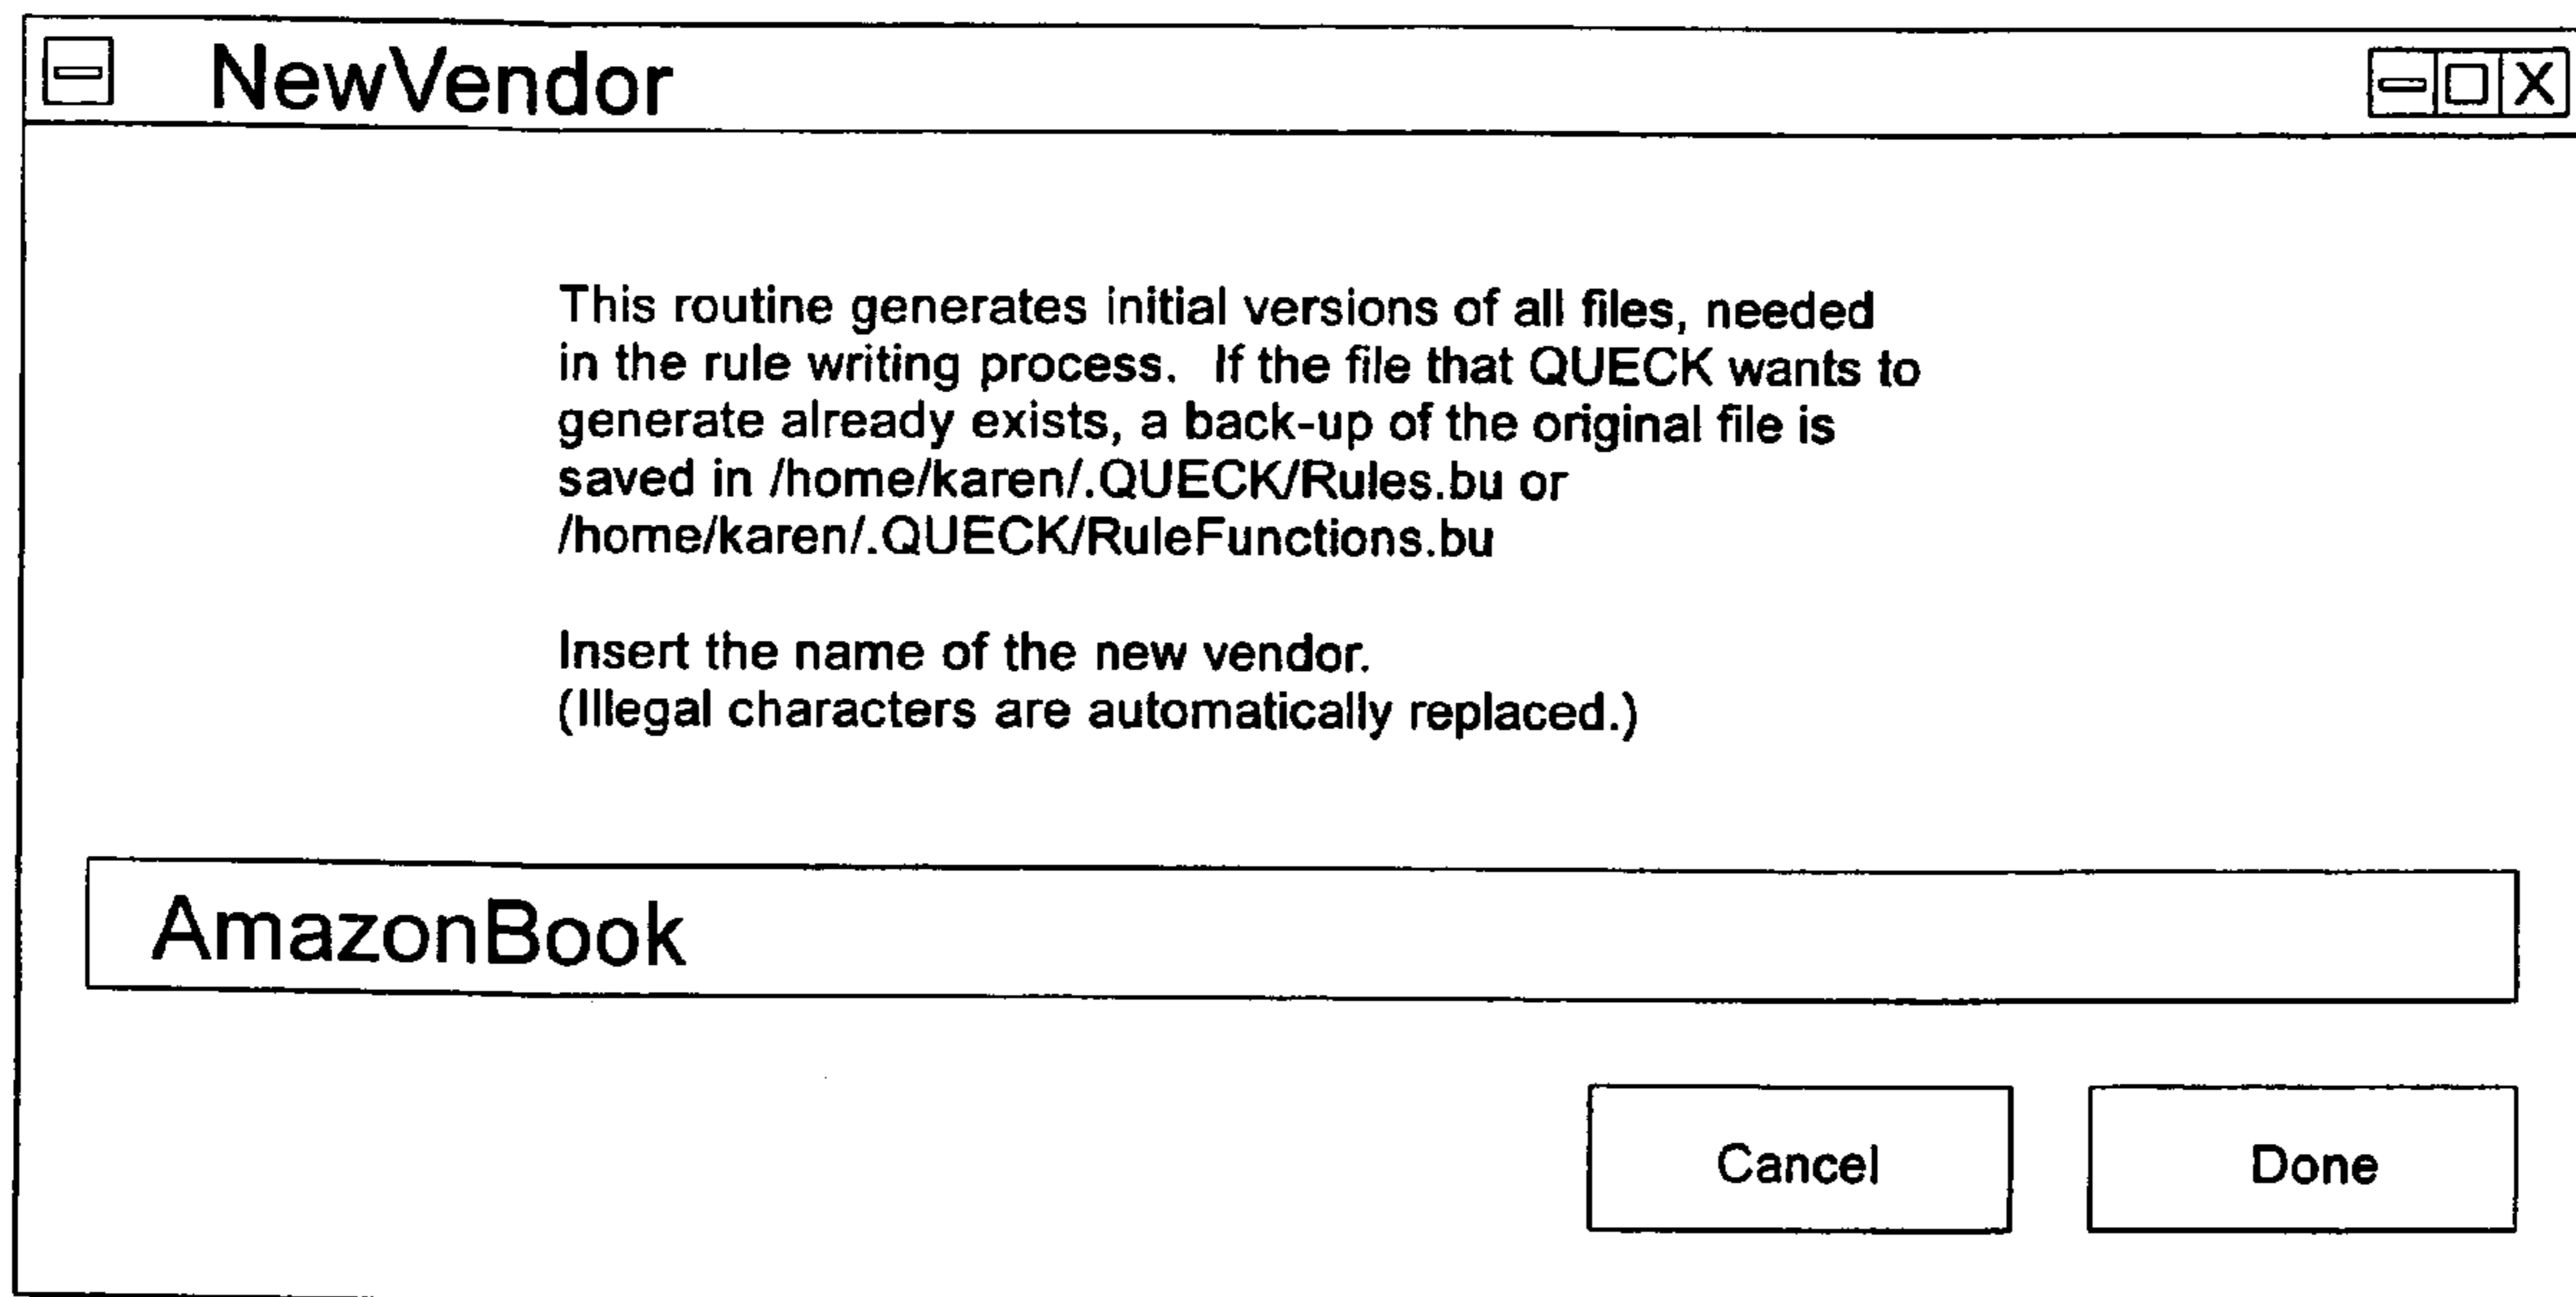 NewVendor
This routine generates initial versions of all files, needed
in the rule writing process. If the file that QUECK wants to
generate already exists, a back-up of the original file is
saved in /home/karen/.QUECK/Rules.bu or
/home/karen/.QUECK/RuleFunctions.bu
Insert the name of the new vendor.
(Illegal characters are automatically replaced.)
AmazonBook
Cancel Done